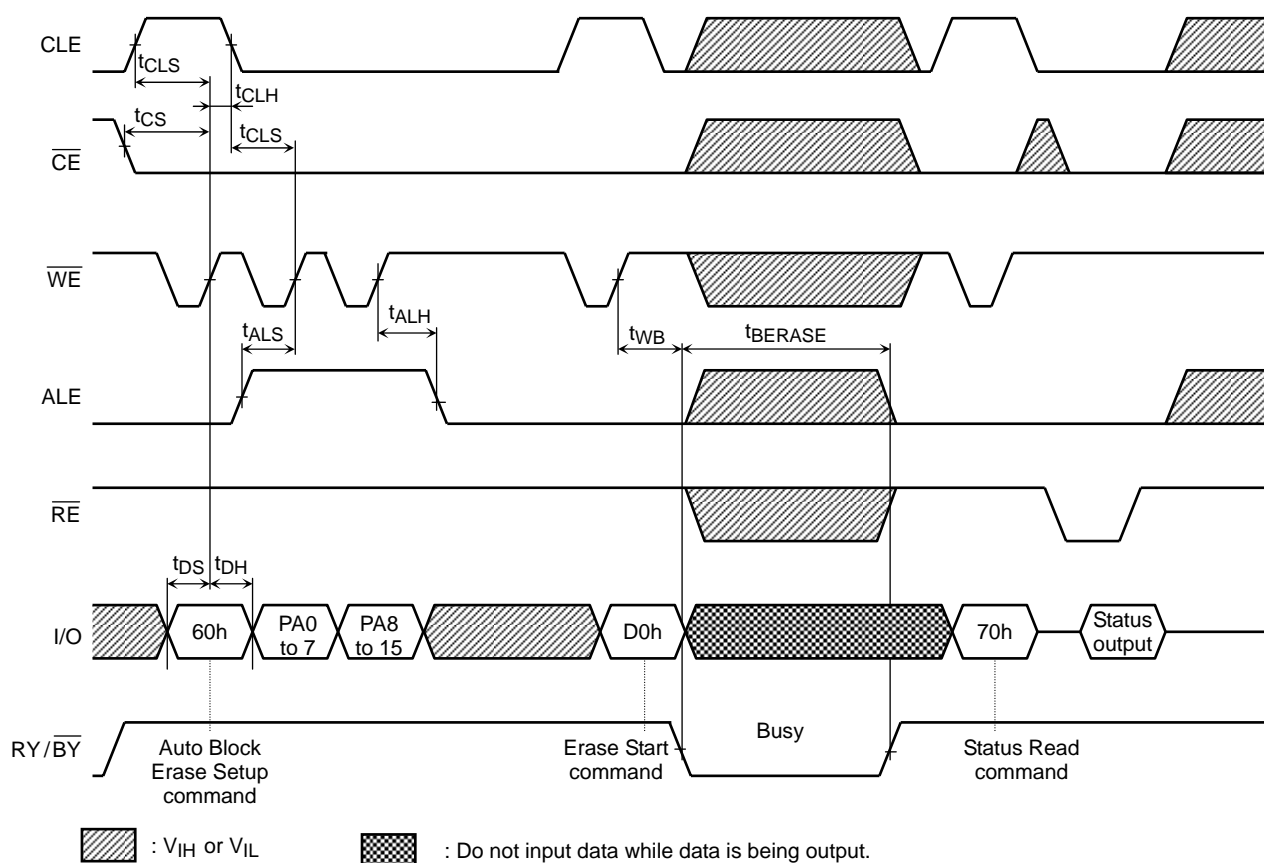 CLE
tCLS
tCLH
tCS
tCLS
CE
WE
tALS
tALH
tWB
tBERASE
ALE
RE
tDS
tDH
I/O
60h
PA0
to 7
PA8
to 15
D0h
70h
Status
output
RY/BY
Auto Block
Erase Setup
command
Erase Start
command
Busy
Status Read
command
: VIH or VIL
: Do not input data while data is being output.